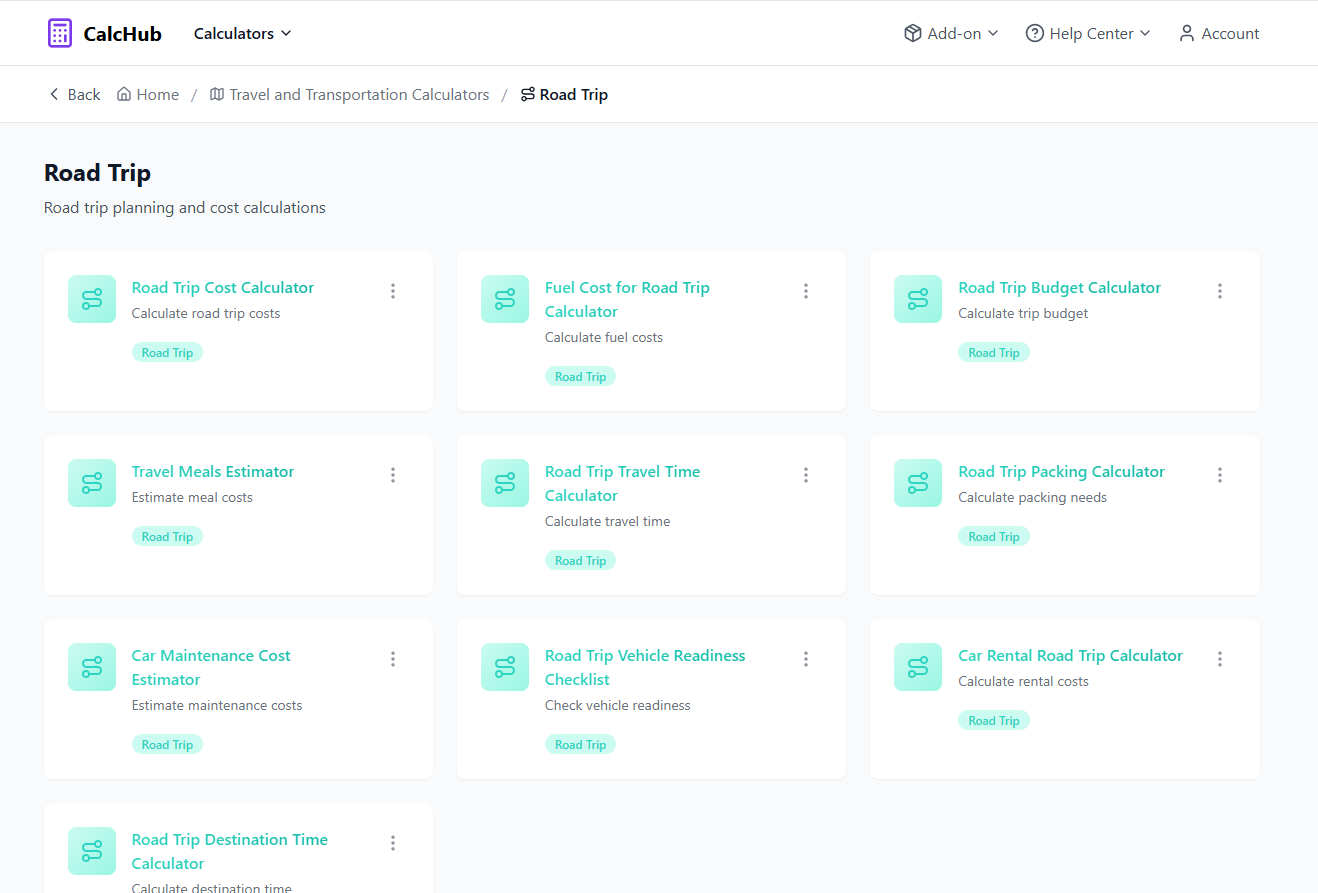 CalcHub Calculators Add-on Help Center Account
Back Home / Travel and Transportation Calculators / Road Trip
Road Trip
Road trip planning and cost calculations
Road Trip Cost Calculator
Calculate road trip costs
Road Trip
Fuel Cost for Road Trip
Calculator
Calculate fuel costs
Road Trip
Road Trip Budget Calculator
Calculate trip budget
Road Trip
Travel Meals Estimator
Estimate meal costs
Road Trip
Road Trip Travel Time
Calculator
Calculate travel time
Road Trip
Road Trip Packing Calculator
Calculate packing needs
Road Trip
Car Maintenance Cost
Estimator
Estimate maintenance costs
Road Trip
Road Trip Vehicle Readiness
Checklist
Check vehicle readiness
Road Trip
Car Rental Road Trip Calculator
Calculate rental costs
Road Trip
Road Trip Destination Time
Calculator
Calculate destination time